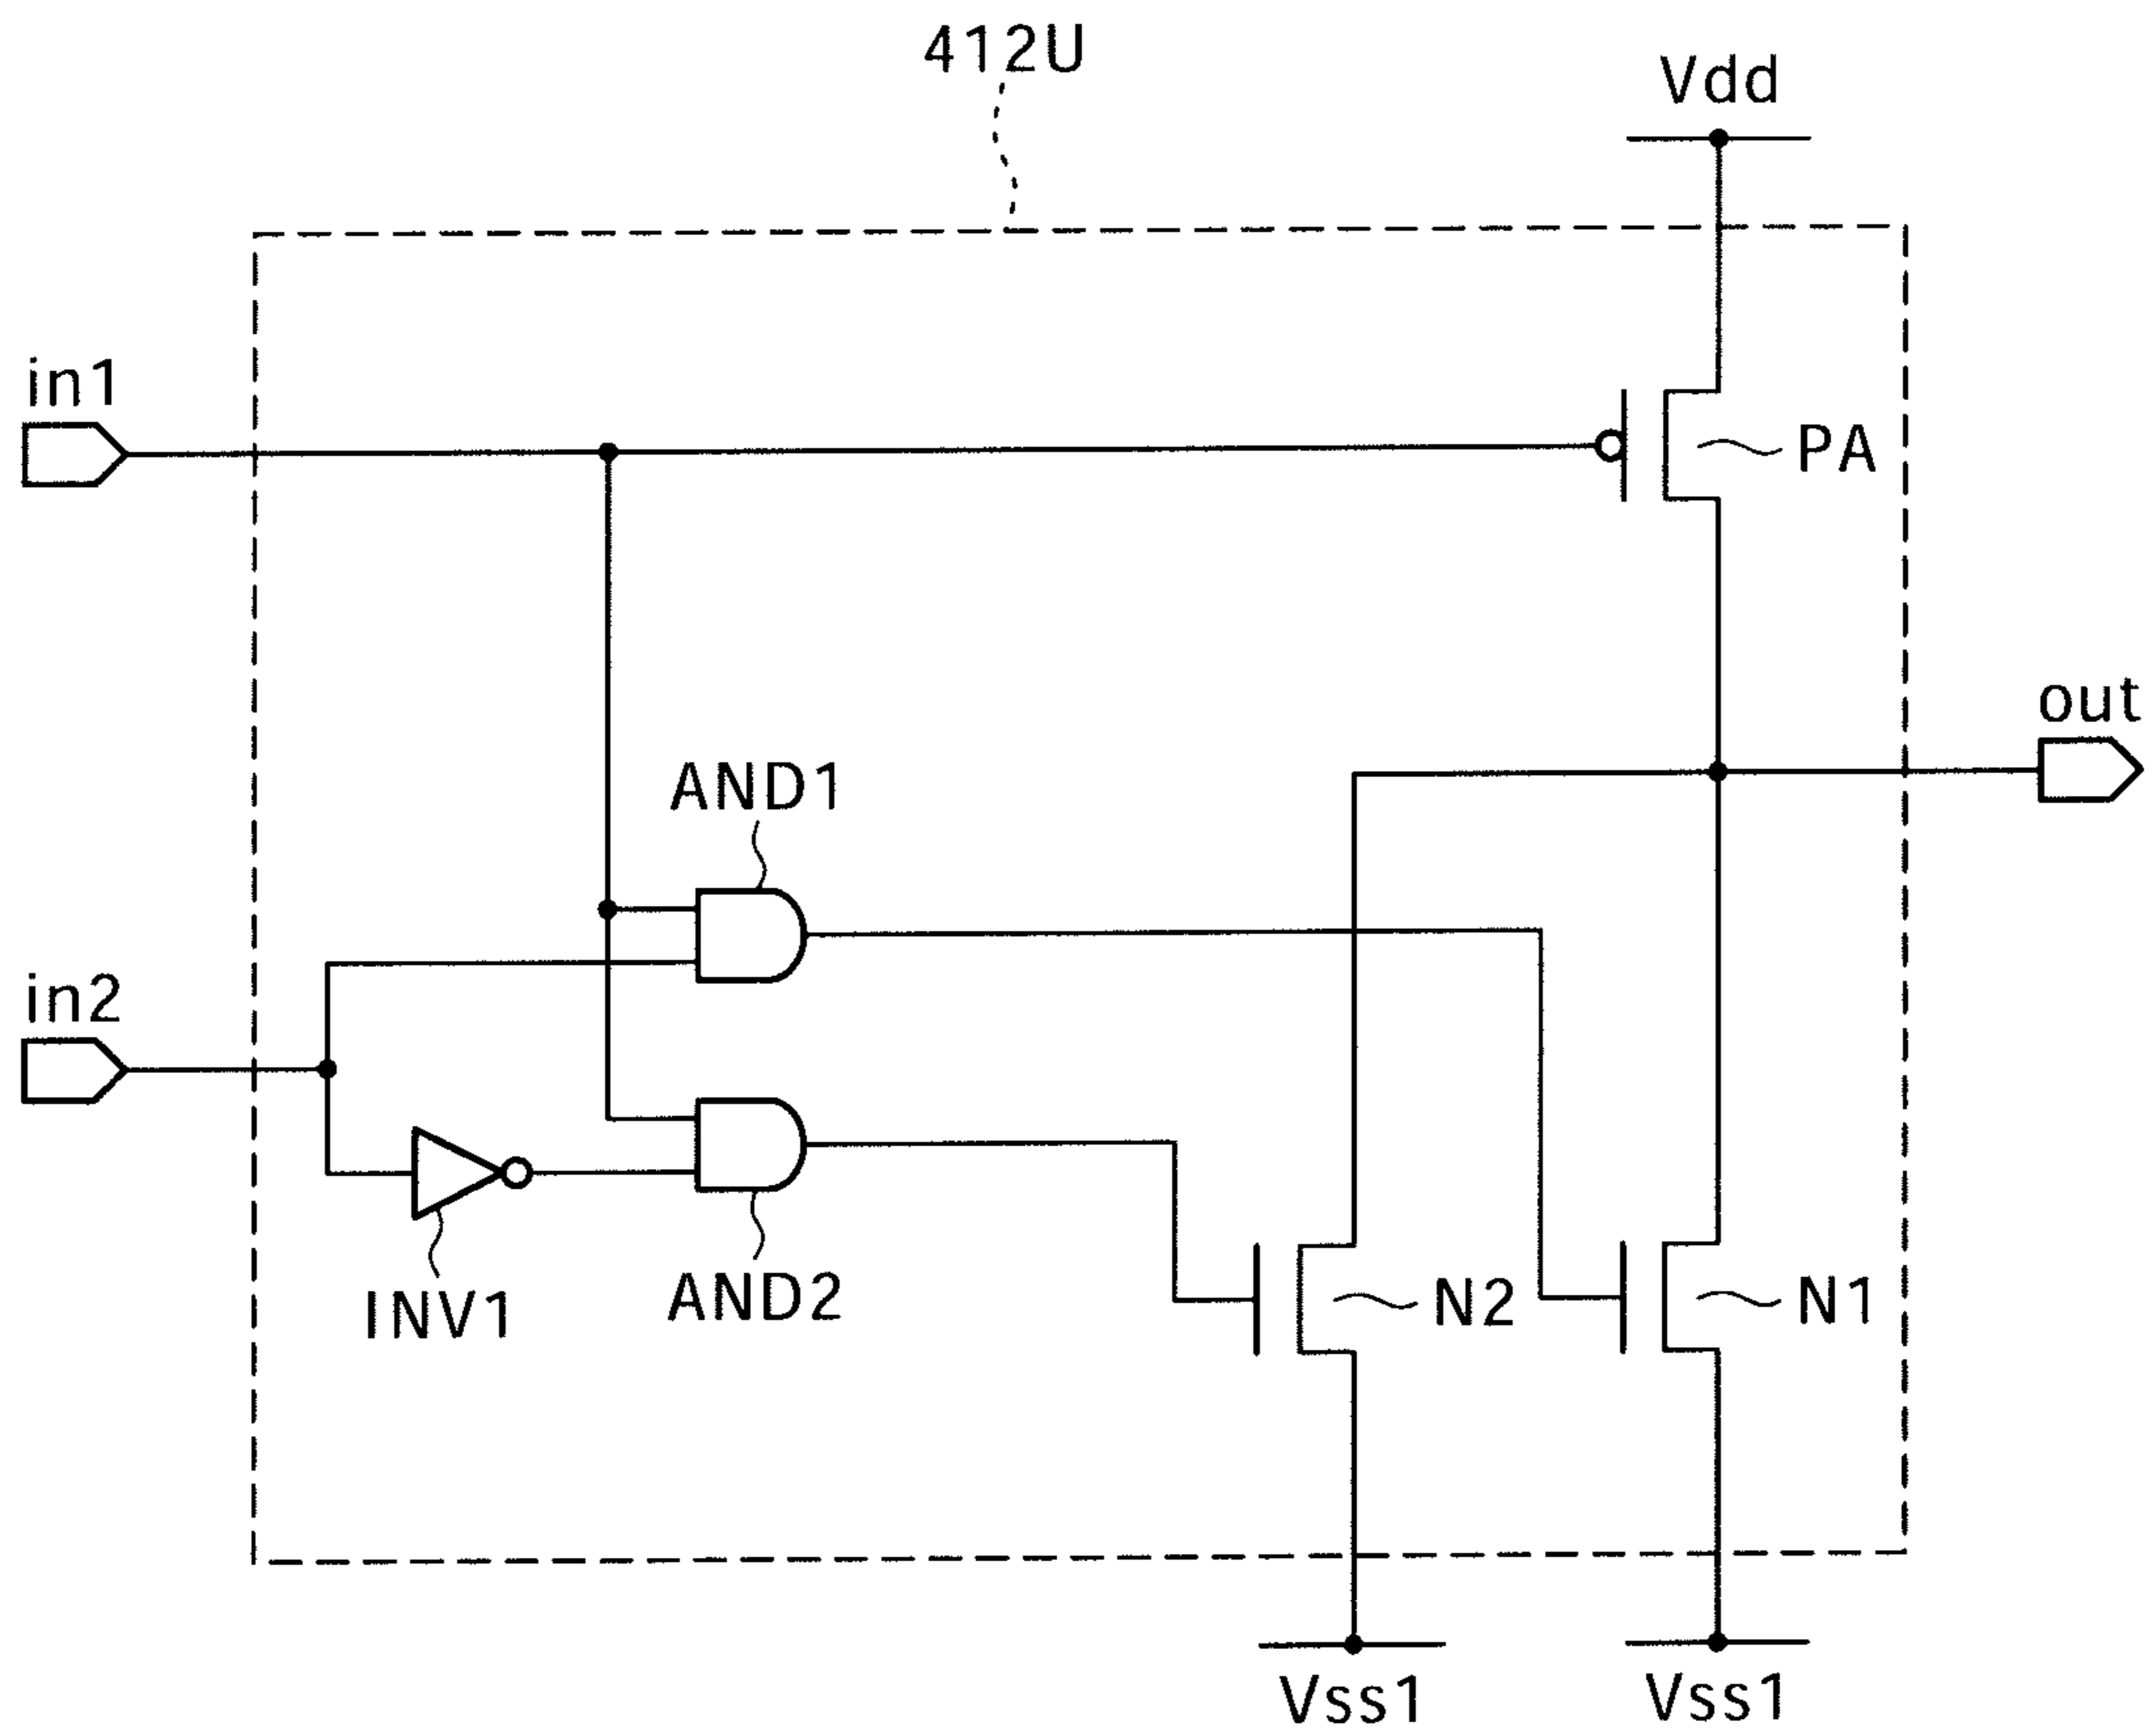 412U
Vdd
in1
PA
out
AND1
in2
INV1
AND2
N2
N1
Vss1
Vss1